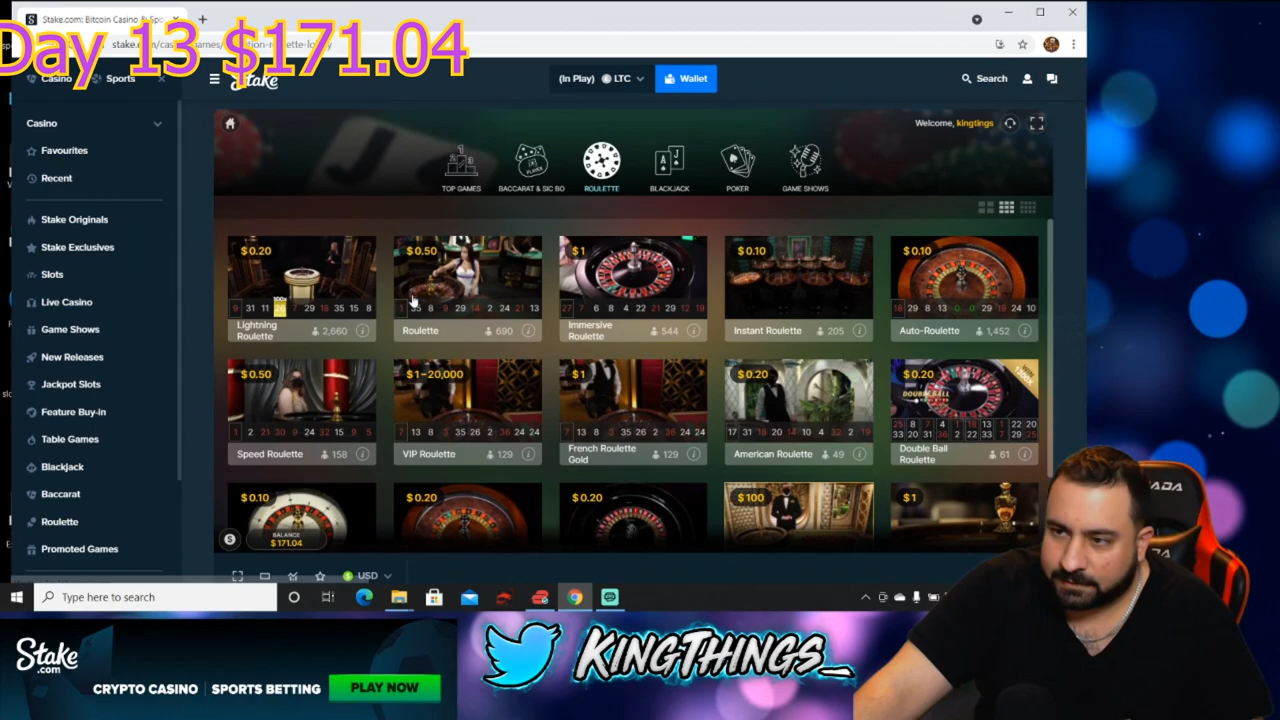 Stake.com: Bitcoin Casino & Spo
Day 13 $171.04
Casino
Sports
Stake
(In Play) LTC
Wallet
Search
Casino
Favourites
Recent
Stake Originals
Stake Exclusives
Slots
Live Casino
Game Shows
New Releases
Jackpot Slots
Feature Buy-in
Table Games
Blackjack
Baccarat
Roulette
Promoted Games
Welcome, kingtings
TOP GAMES
BACCARAT & SIC BO
ROULETTE
BLACKJACK
POKER
GAME SHOWS
$0.20
$0.50
$1
$0.10
$0.10
Lightning Roulette 2,660
Roulette 690
Immersive Roulette 544
Instant Roulette 205
Auto-Roulette 1,452
$0.50
$1-20,000
$1
$0.20
$0.20
Speed Roulette 158
VIP Roulette 129
French Roulette Gold 129
American Roulette 49
Double Ball Roulette 61
$0.10
$0.20
$0.20
$100
$1
BALANCE
$171.04
USD
Type here to search
Stake
.com
CRYPTO CASINO | SPORTS BETTING
PLAY NOW
KINGTHINGS_